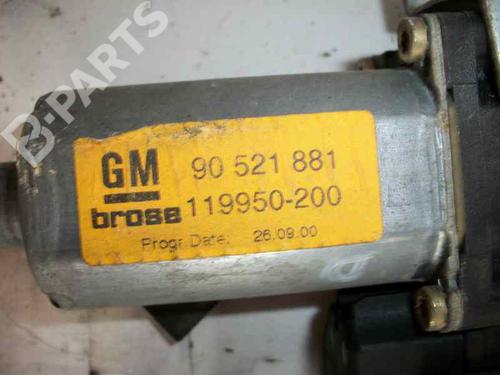 B-PARTS
GM 90 521 881
brose 119950-200
Progr Date: 26.09.00
D